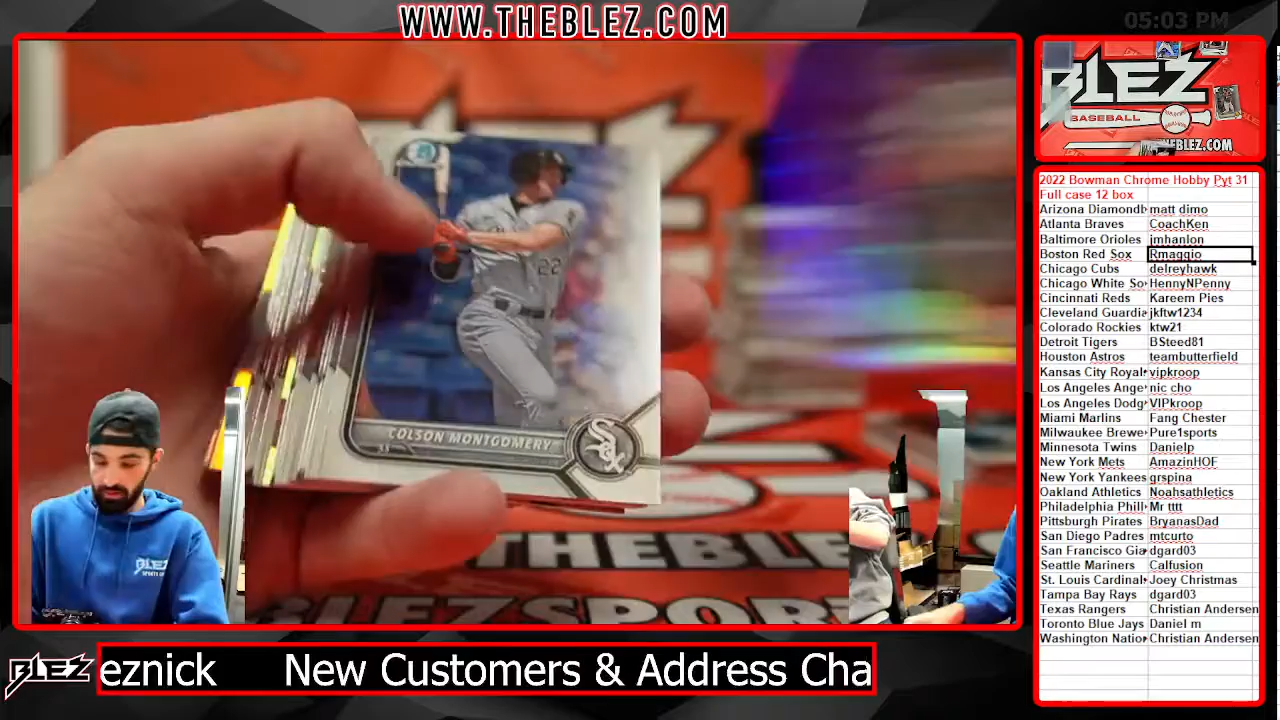 WWW.THEBLEZ.COM
05:03 PM
BLEZ
BASEBALL
THEBLEZ.COM
22
COLSON MONTGOMERY
SS
Sox
THEBLEZ
BLEZSPOR
BLEZ
2022 Bowman Chrome Hobby Pyt 31
Full case 12 box
Arizona Diamondb matt dimo
Atlanta Braves CoachKen
Baltimore Orioles jmhanlon
Boston Red Sox Rmaggio
Chicago Cubs delreyhawk
Chicago White So HennyNPenny
Cincinnati Reds Kareem Pies
Cleveland Guardia jkftw1234
Colorado Rockies ktw21
Detroit Tigers BSteed81
Houston Astros teambutterfield
Kansas City Royal vipkroop
Los Angeles Ange nic cho
Los Angeles Dodg VIPkroop
Miami Marlins Fang Chester
Milwaukee Brewe Pure1sports
Minnesota Twins Danielp
New York Mets AmazinHOF
New York Yankees grspina
Oakland Athletics Noahsathletics
Philadelphia Phill Mr tttt
Pittsburgh Pirates BryanasDad
San Diego Padres mtcurto
San Francisco Gia dgard03
Seattle Mariners Calfusion
St. Louis Cardinal Joey Christmas
Tampa Bay Rays dgard03
Texas Rangers Christian Andersen
Toronto Blue Jays Daniel m
Washington Natio Christian Andersen
BLEZ
eznick New Customers & Address Cha